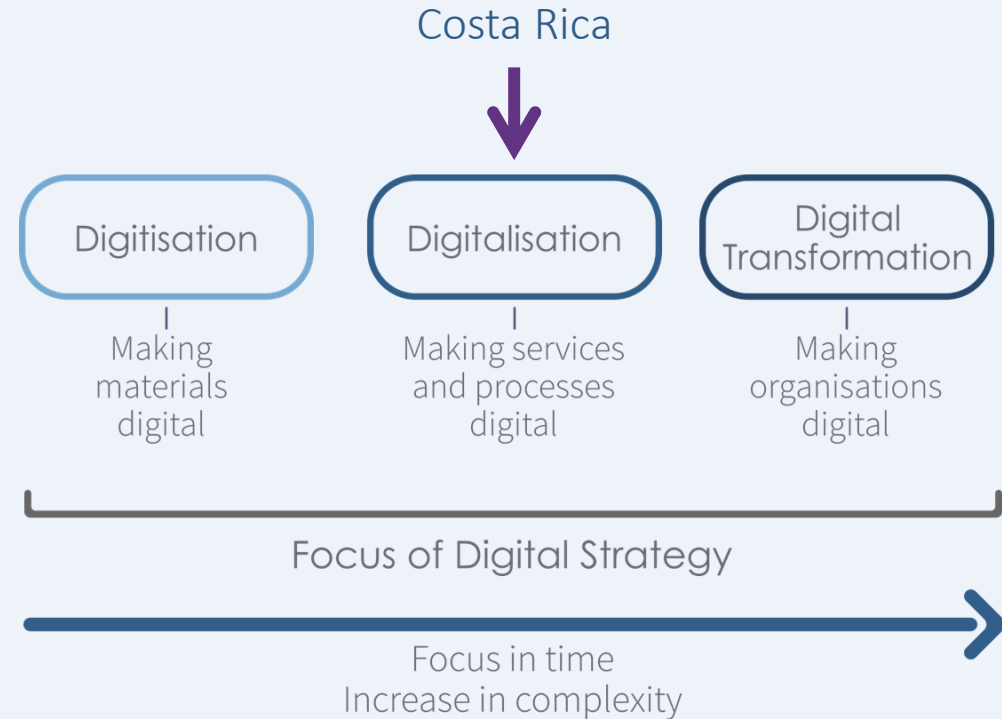 Costa Rica
Digitisation
Digitalisation
Digital
Transformation
Making
materials
digital
Making services
and processes
digital
Making
organisations
digital
Focus of Digital Strategy
Focus in time
Increase in complexity